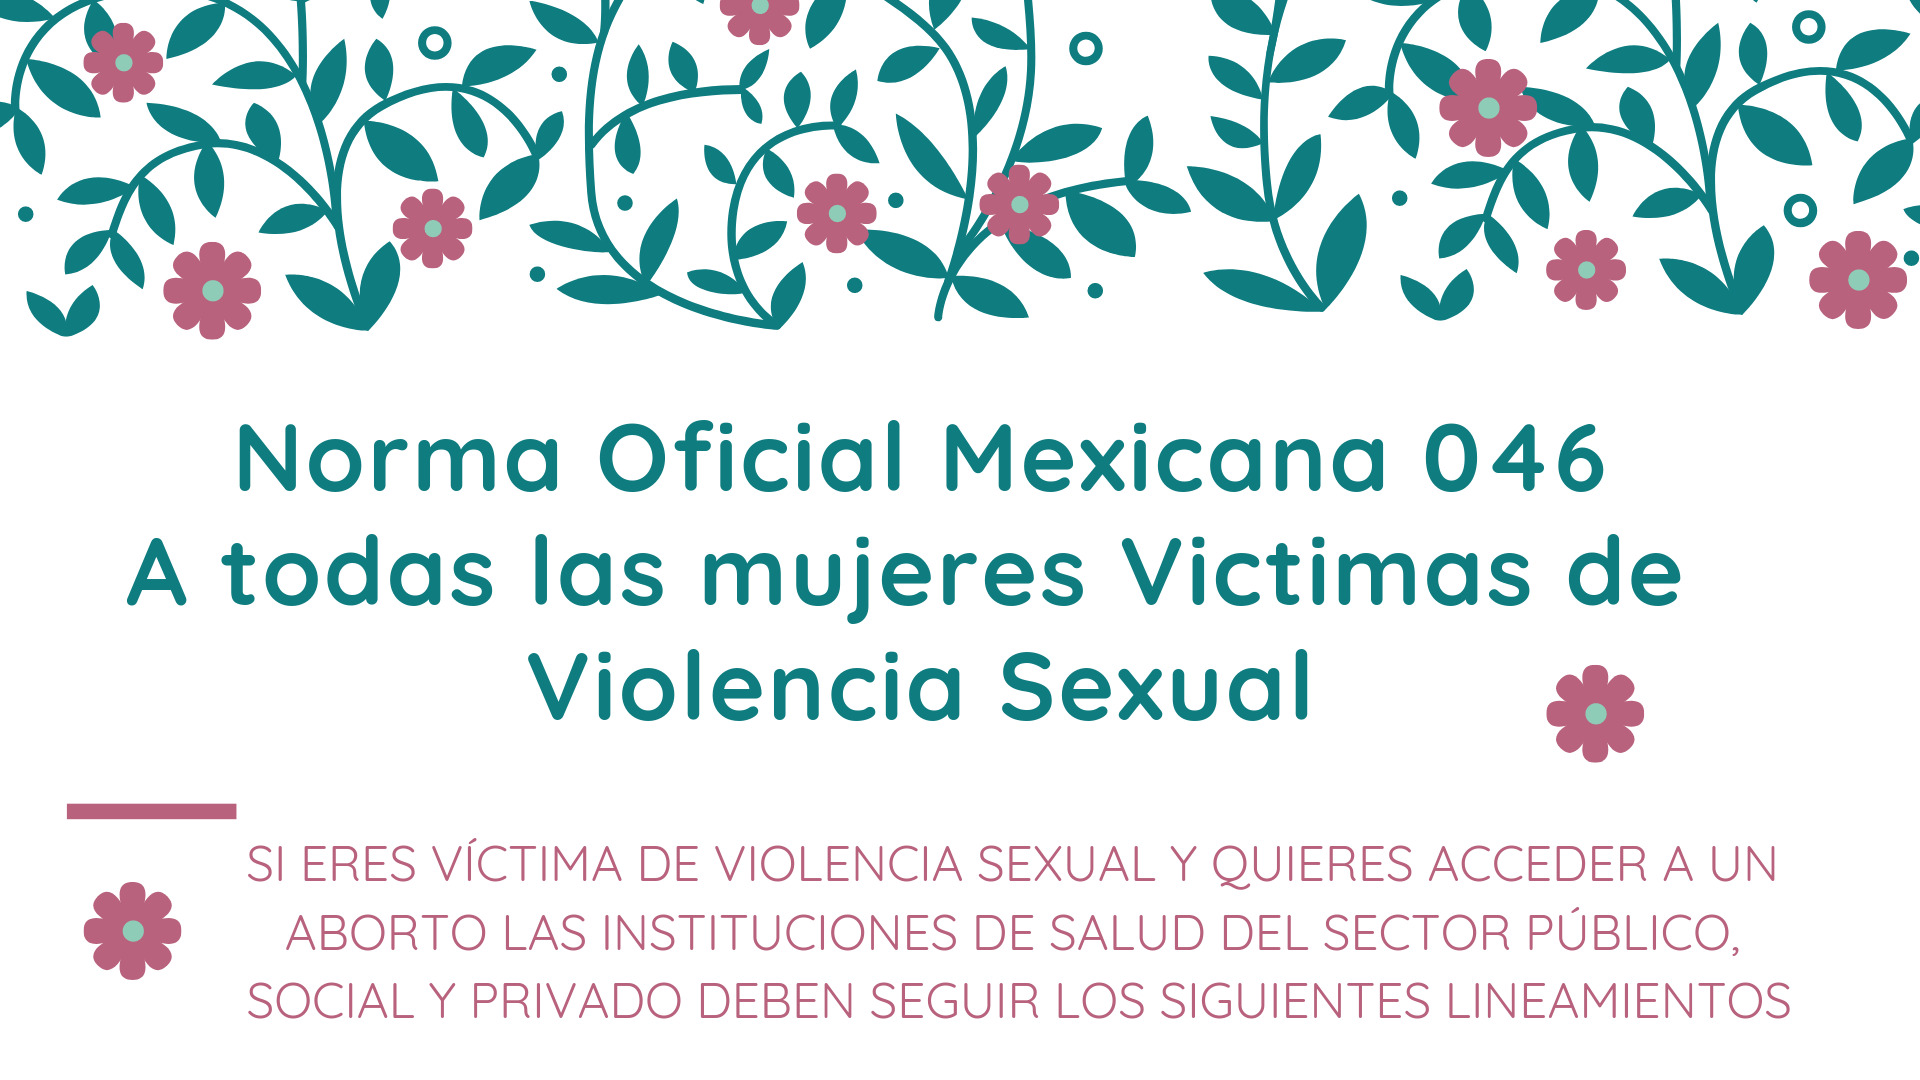 Norma Oficial Mexicana 046
A todas las mujeres Victimas de
Violencia Sexual
SI ERES VÍCTIMA DE VIOLENCIA SEXUAL Y QUIERES ACCEDER A UN
ABORTO LAS INSTITUCIONES DE SALUD DEL SECTOR PÚBLICO,
SOCIAL Y PRIVADO DEBEN SEGUIR LOS SIGUIENTES LINEAMIENTOS